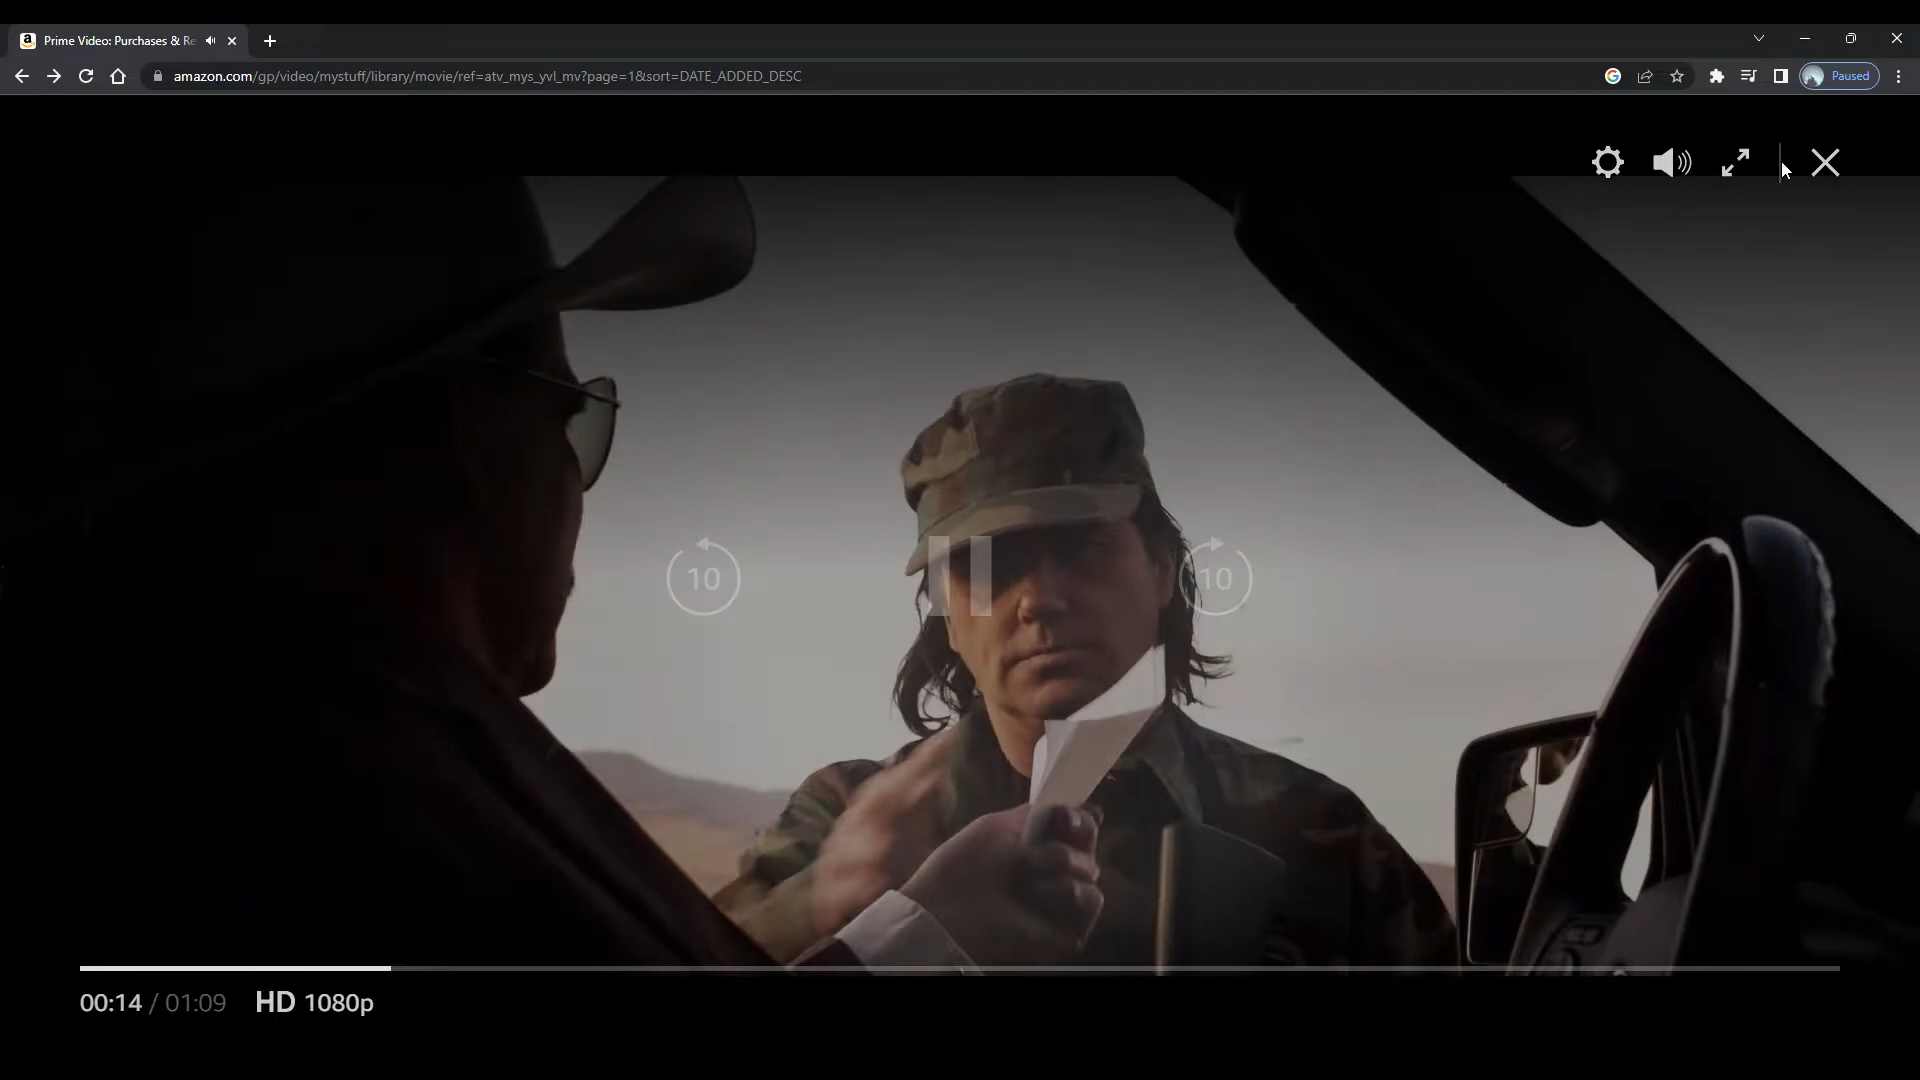 Prime Video: Purchases & Re
amazon.com/gp/video/mystuff/library/movie/ref=atv_mys_yvl_mv?page=1&sort=DATE_ADDED_DESC
Paused
10
10
00:14 / 01:09 HD 1080p